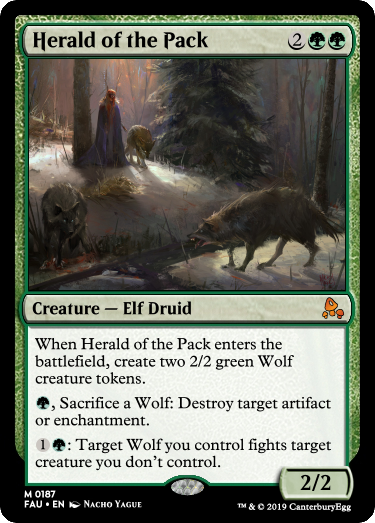 Herald of the Pack 2
Creature — Elf Druid
When Herald of the Pack enters the
battlefield, create two 2/2 green Wolf
creature tokens.
, Sacrifice a Wolf: Destroy target artifact
or enchantment.
1 : Target Wolf you control fights target
creature you don't control.
2/2
M 0187
FAU • EN Nacho Yague
™ & © 2019 CanterburyEgg